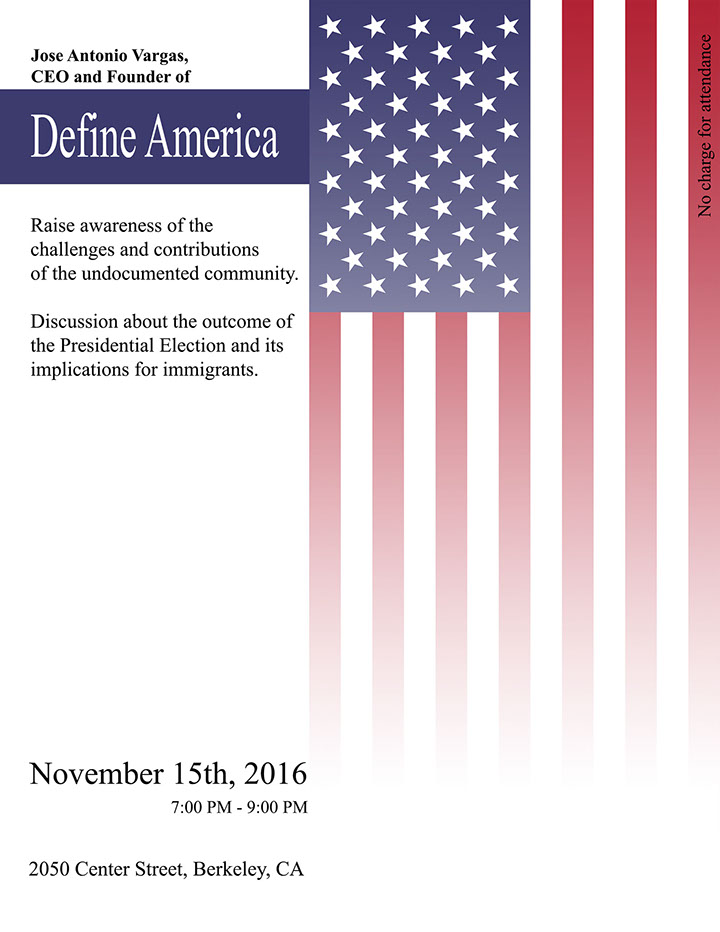 Jose Antonio Vargas,
CEO and Founder of
Define America
Raise awareness of the
challenges and contributions
of the undocumented community.
Discussion about the outcome of
the Presidential Election and its
implications for immigrants.
November 15th, 2016
7:00 PM - 9:00 PM
2050 Center Street, Berkeley, CA
No charge for attendance